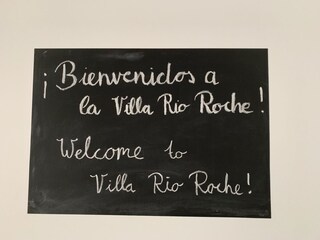 ¡Bienvenidos a
la Villa Rio Roche!
Welcome to
Villa Rio Roche!